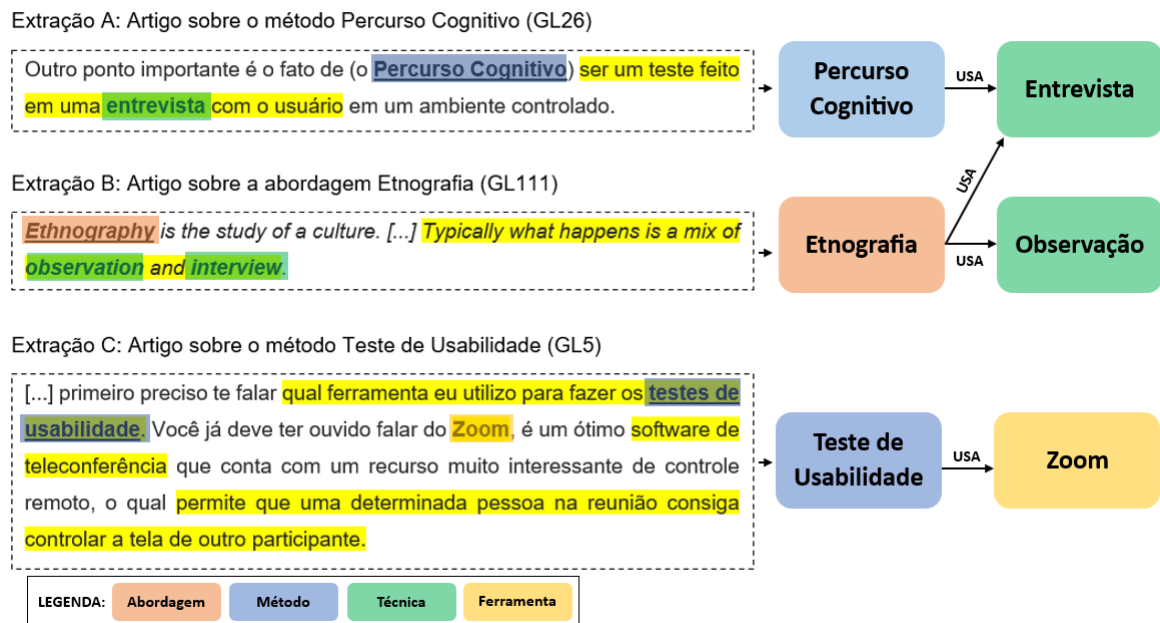 Extração A: Artigo sobre o método Percurso Cognitivo (GL26)
Outro ponto importante é o fato de (o Percurso Cognitivo) ser um teste feito
em uma entrevista com o usuário em um ambiente controlado.
Percurso
Cognitivo
USA
Entrevista
Extração B: Artigo sobre a abordagem Etnografia (GL111)
Ethnography is the study of a culture. [...] Typically what happens is a mix of
observation and interview.
Etnografia
USA
USA
Observação
Extração C: Artigo sobre o método Teste de Usabilidade (GL5)
[...] primeiro preciso te falar qual ferramenta eu utilizo para fazer os testes de
usabilidade. Você já deve ter ouvido falar do Zoom, é um ótimo software de
teleconferência que conta com um recurso muito interessante de controle
remoto, o qual permite que uma determinada pessoa na reunião consiga
controlar a tela de outro participante.
Teste de
Usabilidade
USA
Zoom
LEGENDA: Abordagem Método Técnica Ferramenta